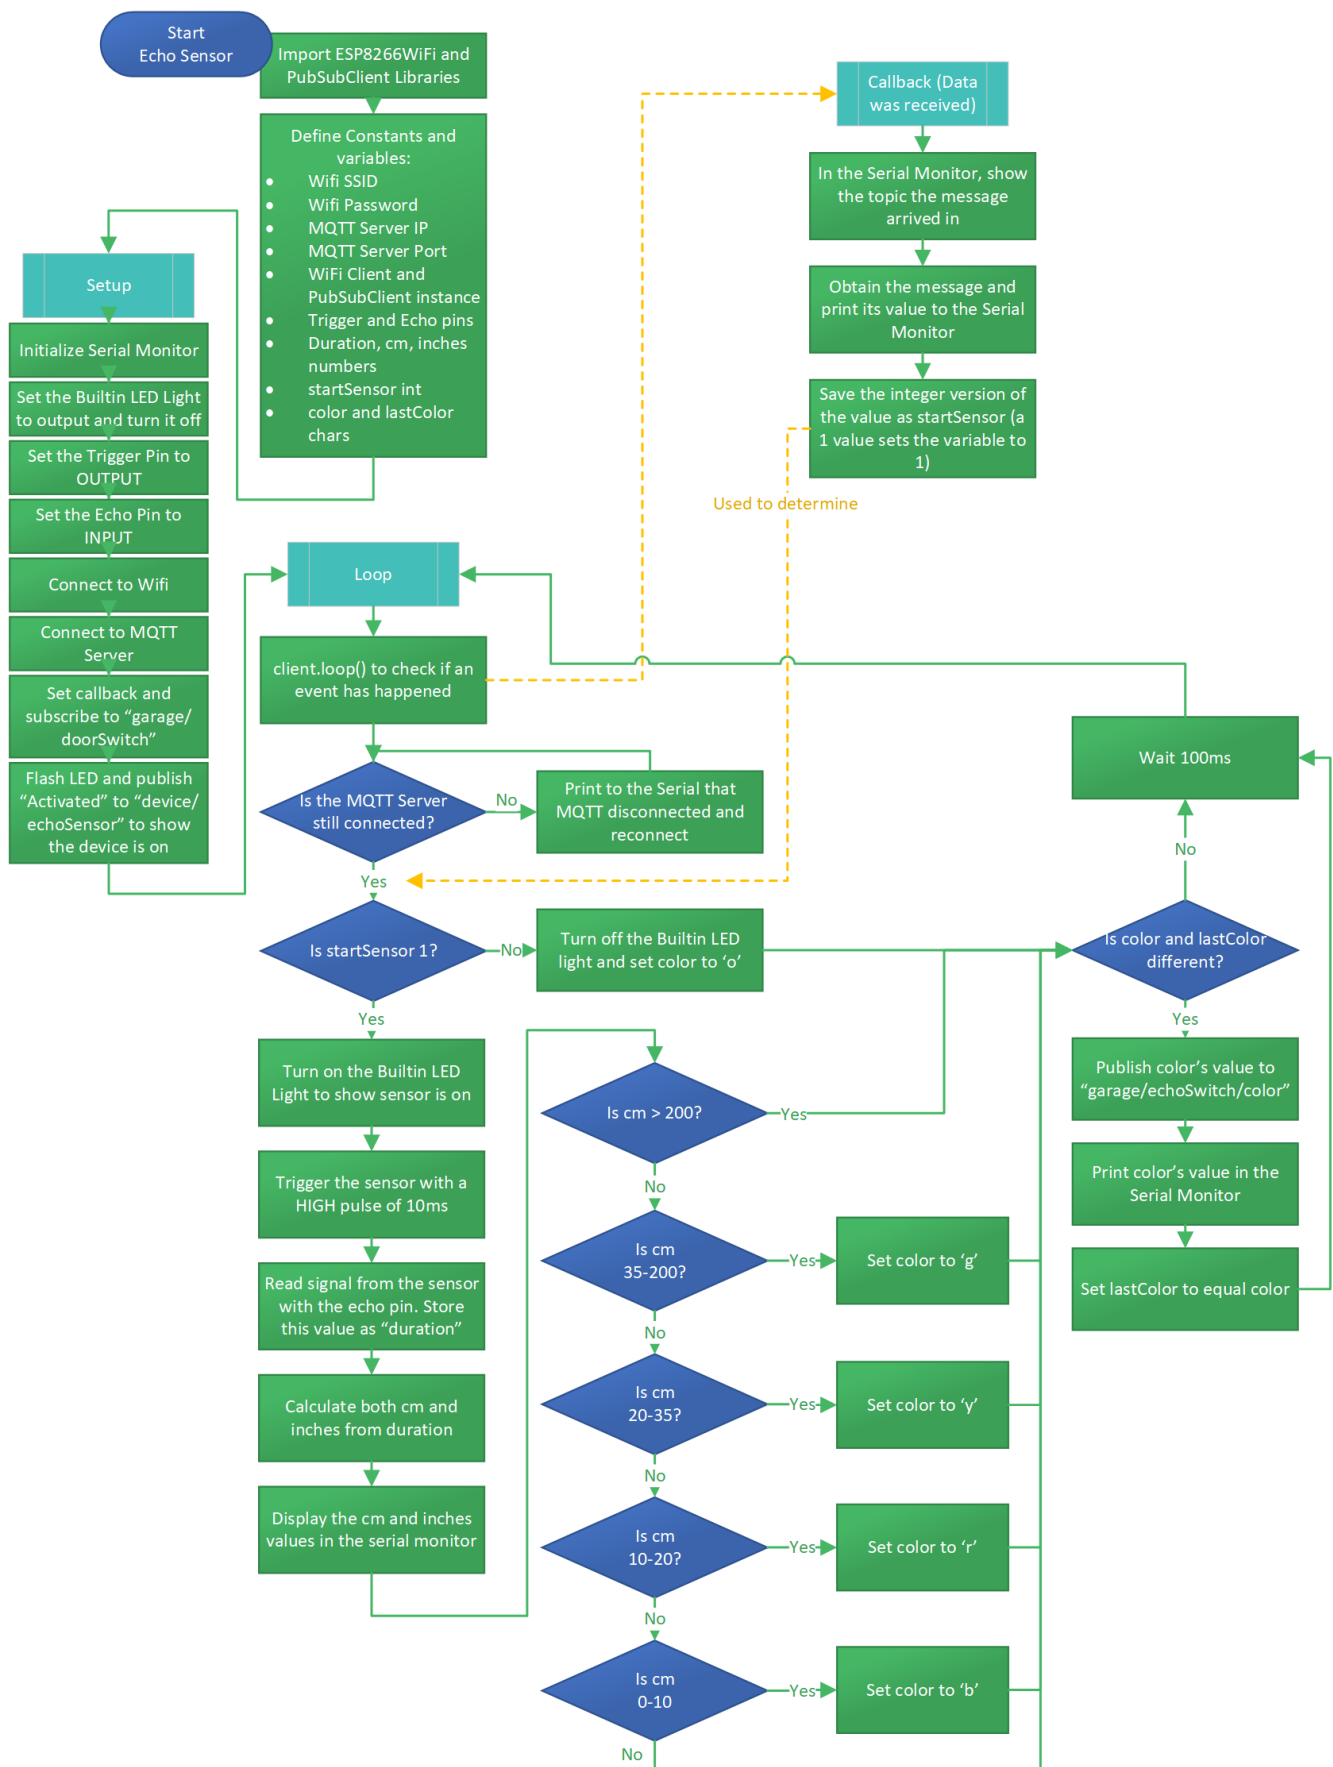 Start
Echo Sensor
Import ESP8266WiFi and
PubSubClient Libraries
Define Constants and
variables:
• Wifi SSID
• Wifi Password
• MQTT Server IP
• MQTT Server Port
• WiFi Client and
PubSubClient instance
• Trigger and Echo pins
• Duration, cm, inches
numbers
• startSensor int
• color and lastColor
chars
Setup
Initialize Serial Monitor
Set the Builtin LED Light
to output and turn it off
Set the Trigger Pin to
OUTPUT
Set the Echo Pin to
INPUT
Connect to Wifi
Connect to MQTT
Server
Set callback and
subscribe to “garage/
doorSwitch”
Flash LED and publish
“Activated” to “device/
echoSensor” to show
the device is on
Callback (Data
was received)
In the Serial Monitor, show
the topic the message
arrived in
Obtain the message and
print its value to the Serial
Monitor
Save the integer version of
the value as startSensor (a
1 value sets the variable to
1)
Used to determine
Loop
client.loop() to check if an
event has happened
Is the MQTT Server
still connected?
No
Print to the Serial that
MQTT disconnected and
reconnect
Yes
Is startSensor 1?
No
Turn off the Builtin LED
light and set color to ‘o’
Yes
Turn on the Builtin LED
Light to show sensor is on
Trigger the sensor with a
HIGH pulse of 10ms
Read signal from the sensor
with the echo pin. Store
this value as “duration”
Calculate both cm and
inches from duration
Display the cm and inches
values in the serial monitor
Is cm > 200?
Yes
No
Is cm
35-200?
Yes
Set color to ‘g’
No
Is cm
20-35?
Yes
Set color to ‘y’
No
Is cm
10-20?
Yes
Set color to ‘r’
No
Is cm
0-10
Yes
Set color to ‘b’
No
Wait 100ms
No
Is color and lastColor
different?
Yes
Publish color’s value to
“garage/echoSwitch/color”
Print color’s value in the
Serial Monitor
Set lastColor to equal color